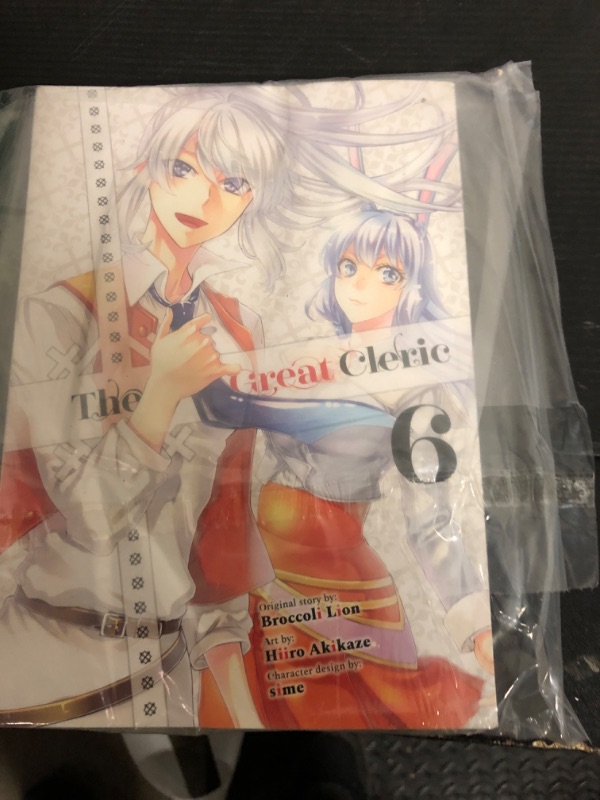 The Great Cleric
6
Original story by:
Broccoli Lion
Art by:
Hiiro Akikaze
Character design by:
sime